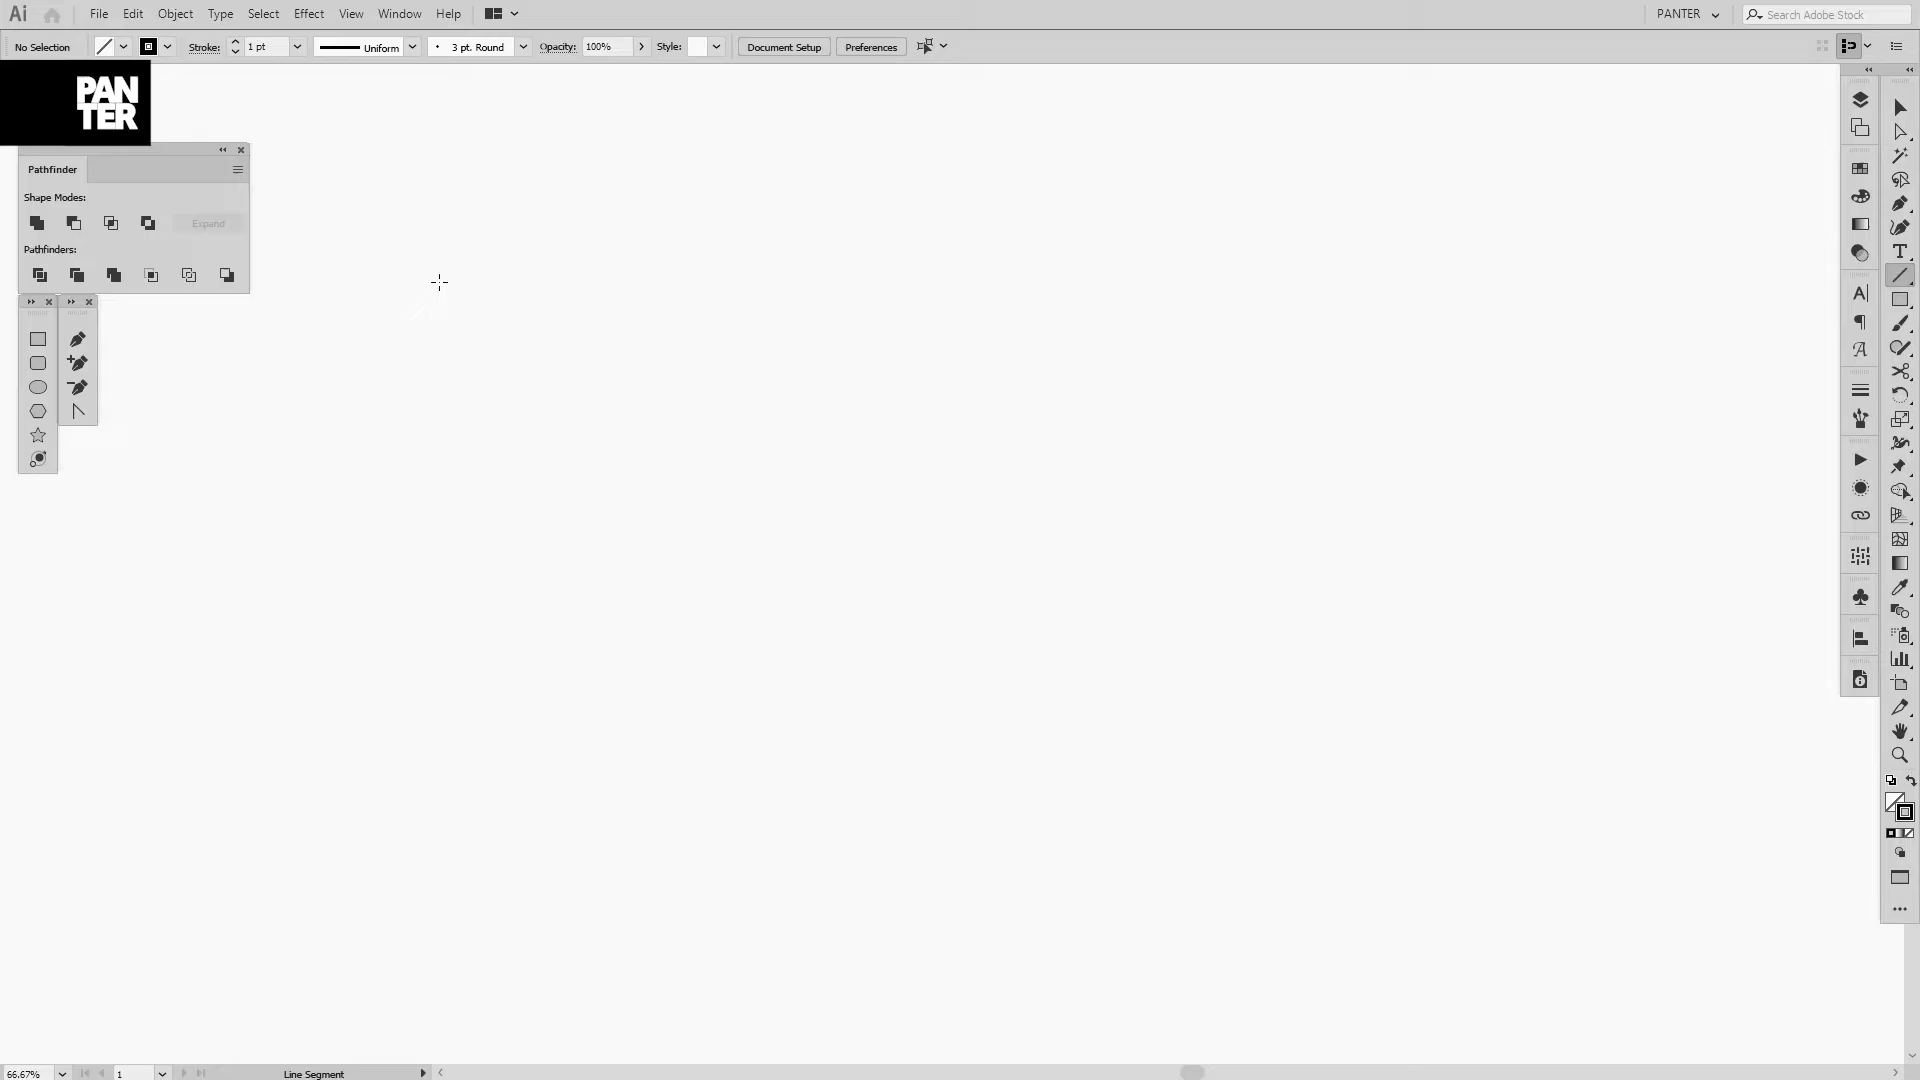 Ai File Edit Object Type Select Effect View Window Help PANTER Search Adobe Stock
No Selection Stroke: 1 pt Uniform 3 pt. Round Opacity: 100% Style: Document Setup Preferences
PAN
TER
Pathfinder
Shape Modes:
Expand
Pathfinders:
66.67% 1 Line Segment